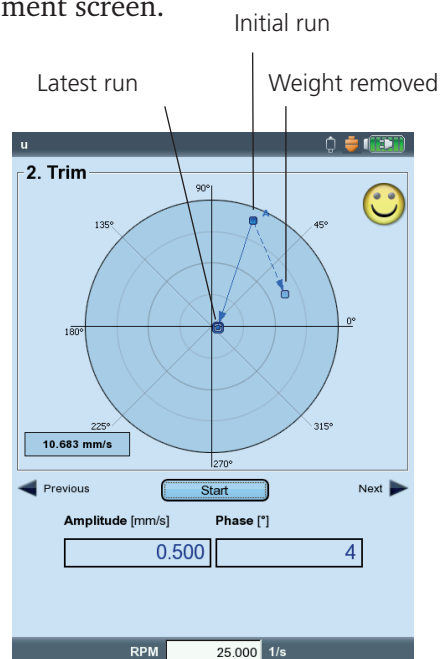 ment screen.
Initial run
Latest run
Weight removed
u
2. Trim
90°
135°
45°
A
180°
0°
225°
315°
10.683 mm/s
270°
Previous
Start
Next
Amplitude [mm/s]
Phase [°]
0.500
4
RPM
25.000
1/s